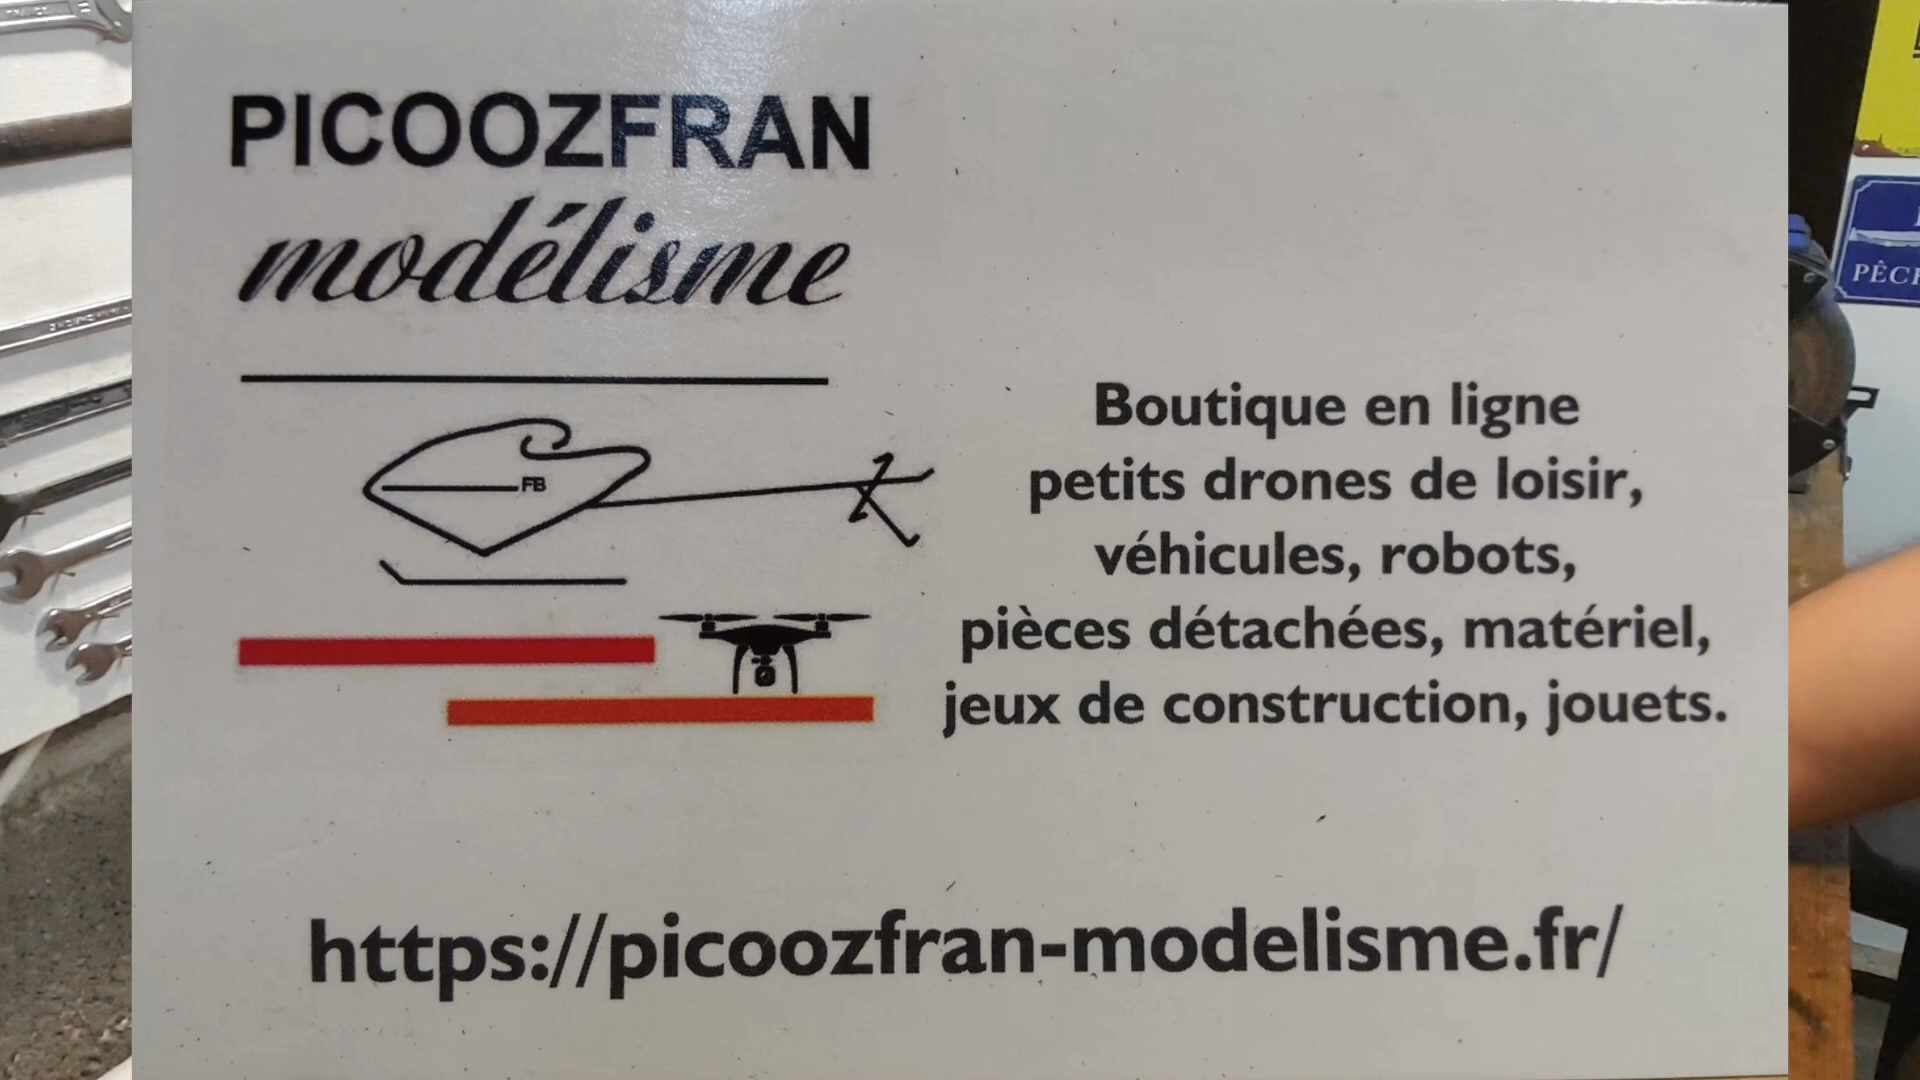 PICOOZFRAN
modélisme
FB
Boutique en ligne
petits drones de loisir,
véhicules, robots,
pièces détachées, matériel,
jeux de construction, jouets.
https://picoozfran-modelisme.fr/